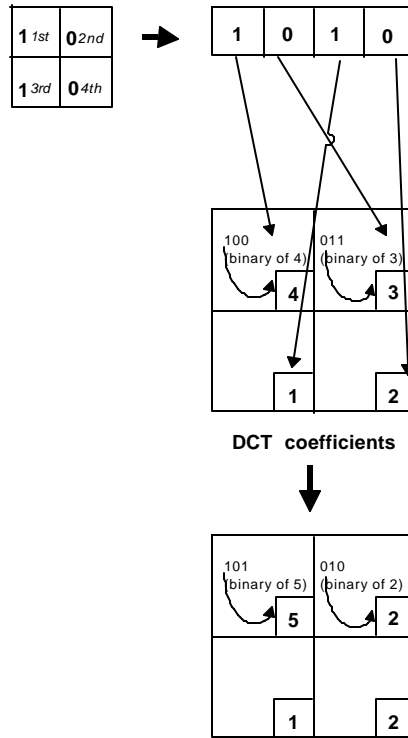 1 1st 0 2nd
1 3rd 0 4th
1 0 1 0
100 011
(binary of 4) (binary of 3)
4 3
1 2
DCT coefficients
101 010
(binary of 5) (binary of 2)
5 2
1 2